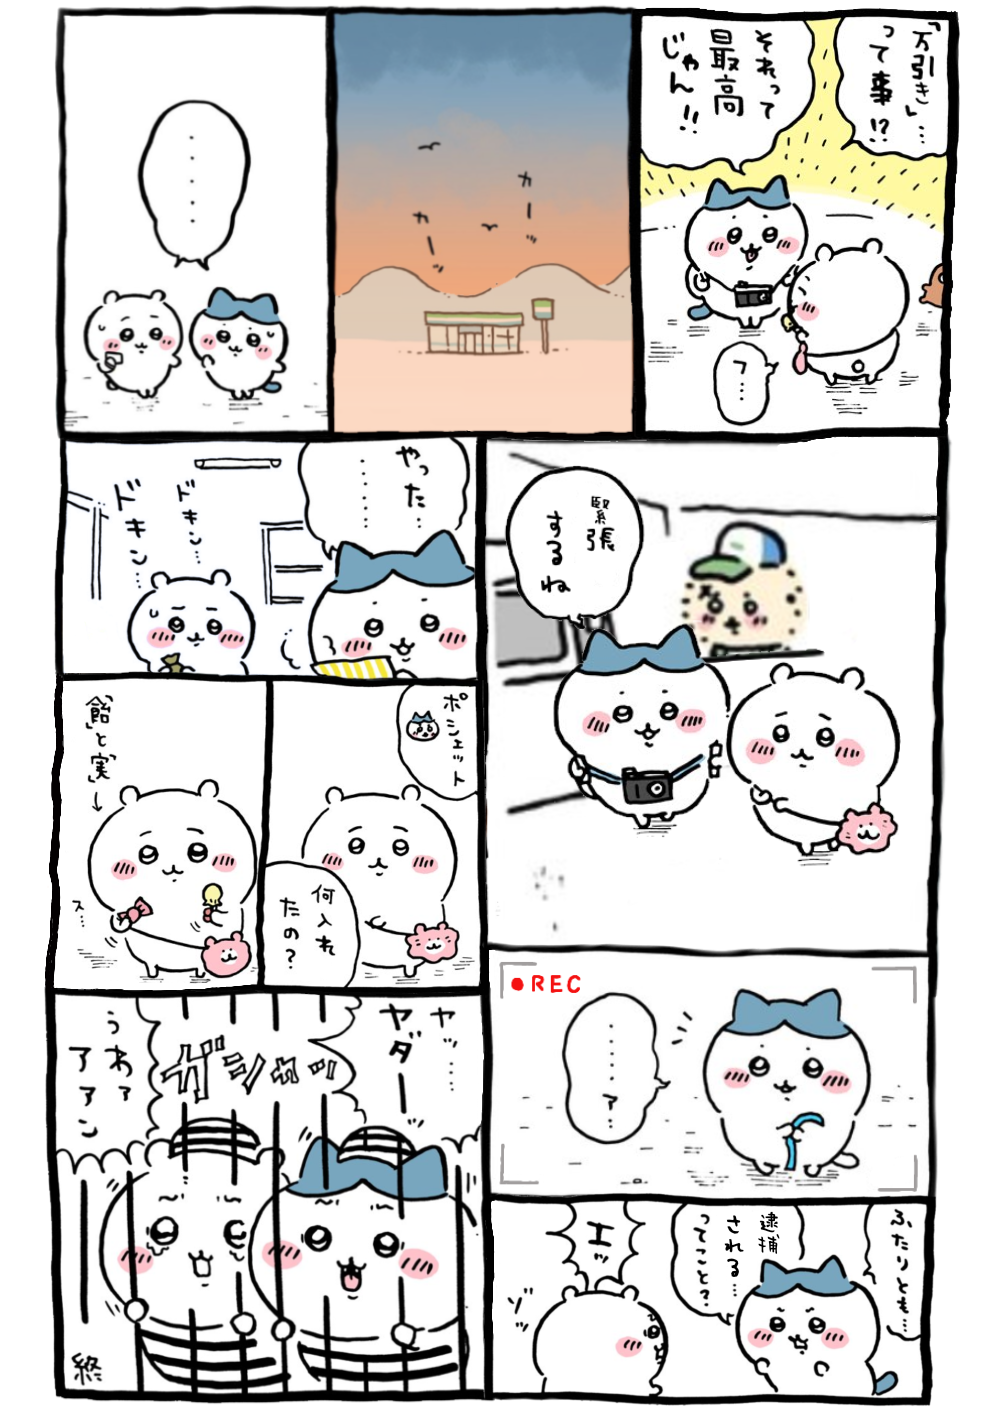 「万引き」…
って事!?
それって
最高
じゃん!!
フ…
カーッ
カーッ
……
緊張
するね
やった…
……
ドキン…
ドキン…
ポシェット
何入れ
たの?
「飴」と「実」
ス…
REC
……ァ…
ふたりとも…
逮捕
される…
ってこと?
エッ
ゾッ
ヤッ……
ヤダーーッ
ガシャッ
うわァ
アアン
終